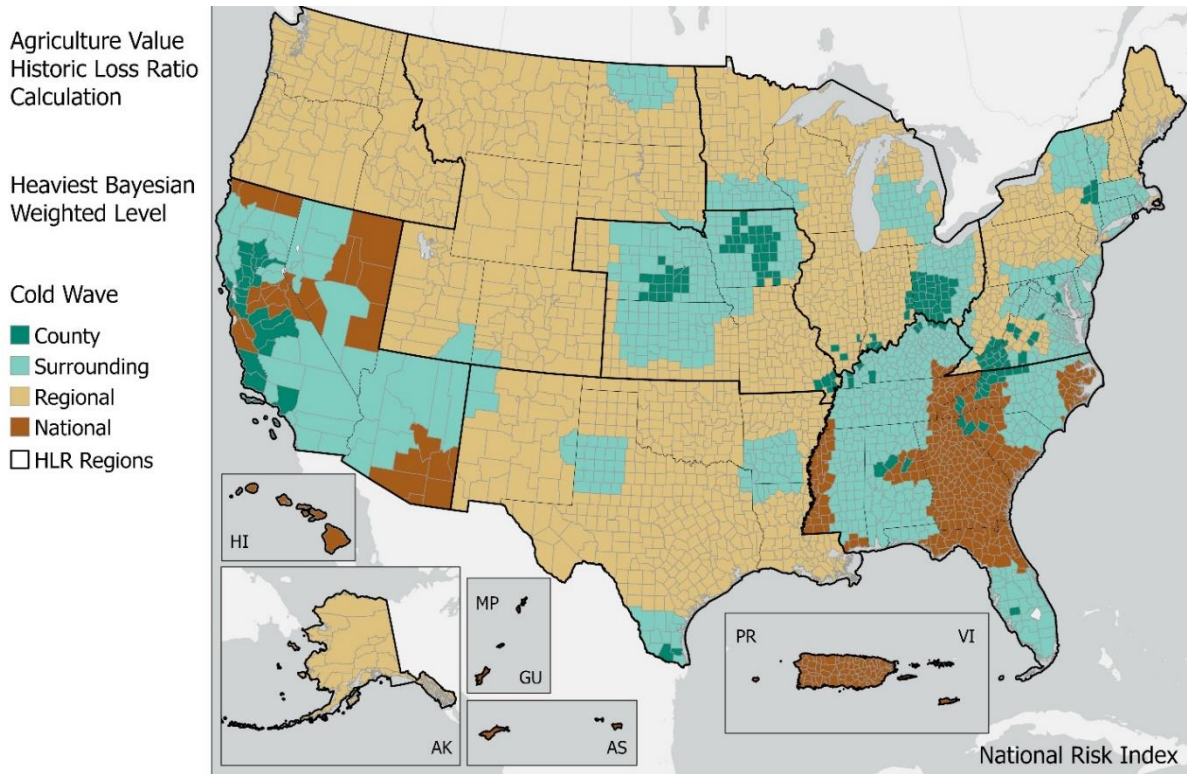 Agriculture Value
Historic Loss Ratio
Calculation
Heaviest Bayesian
Weighted Level
Cold Wave
County
Surrounding
Regional
National
HLR Regions
HI
AK
MP
GU
AS
PR
VI
National Risk Index